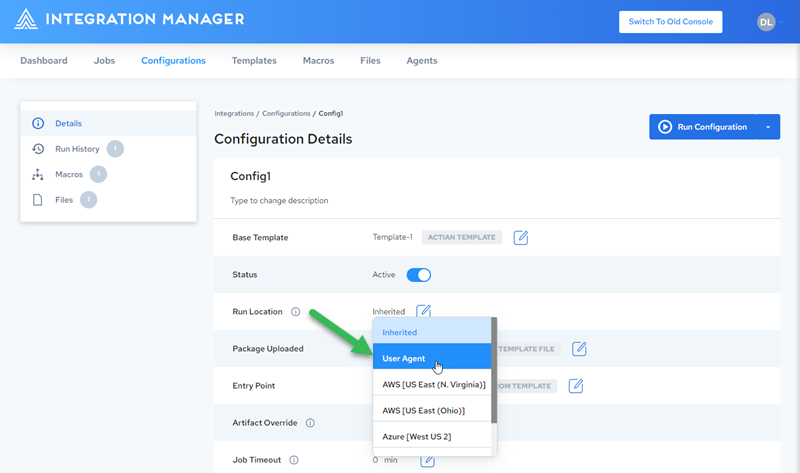 INTEGRATION MANAGER
Switch To Old Console
DL
Dashboard Jobs Configurations Templates Macros Files Agents
Details
Run History 1
Macros 1
Files 1
Integrations / Configurations / Config1
Configuration Details
Run Configuration
Config1
Type to change description
Base Template Template-1 ACTIAN TEMPLATE
Status Active
Run Location Inherited
Inherited
User Agent
AWS [US East (N. Virginia)]
AWS [US East (Ohio)]
Azure [West US 2]
Package Uploaded TEMPLATE FILE
Entry Point TEMPLATE
Artifact Override
Job Timeout 0 min